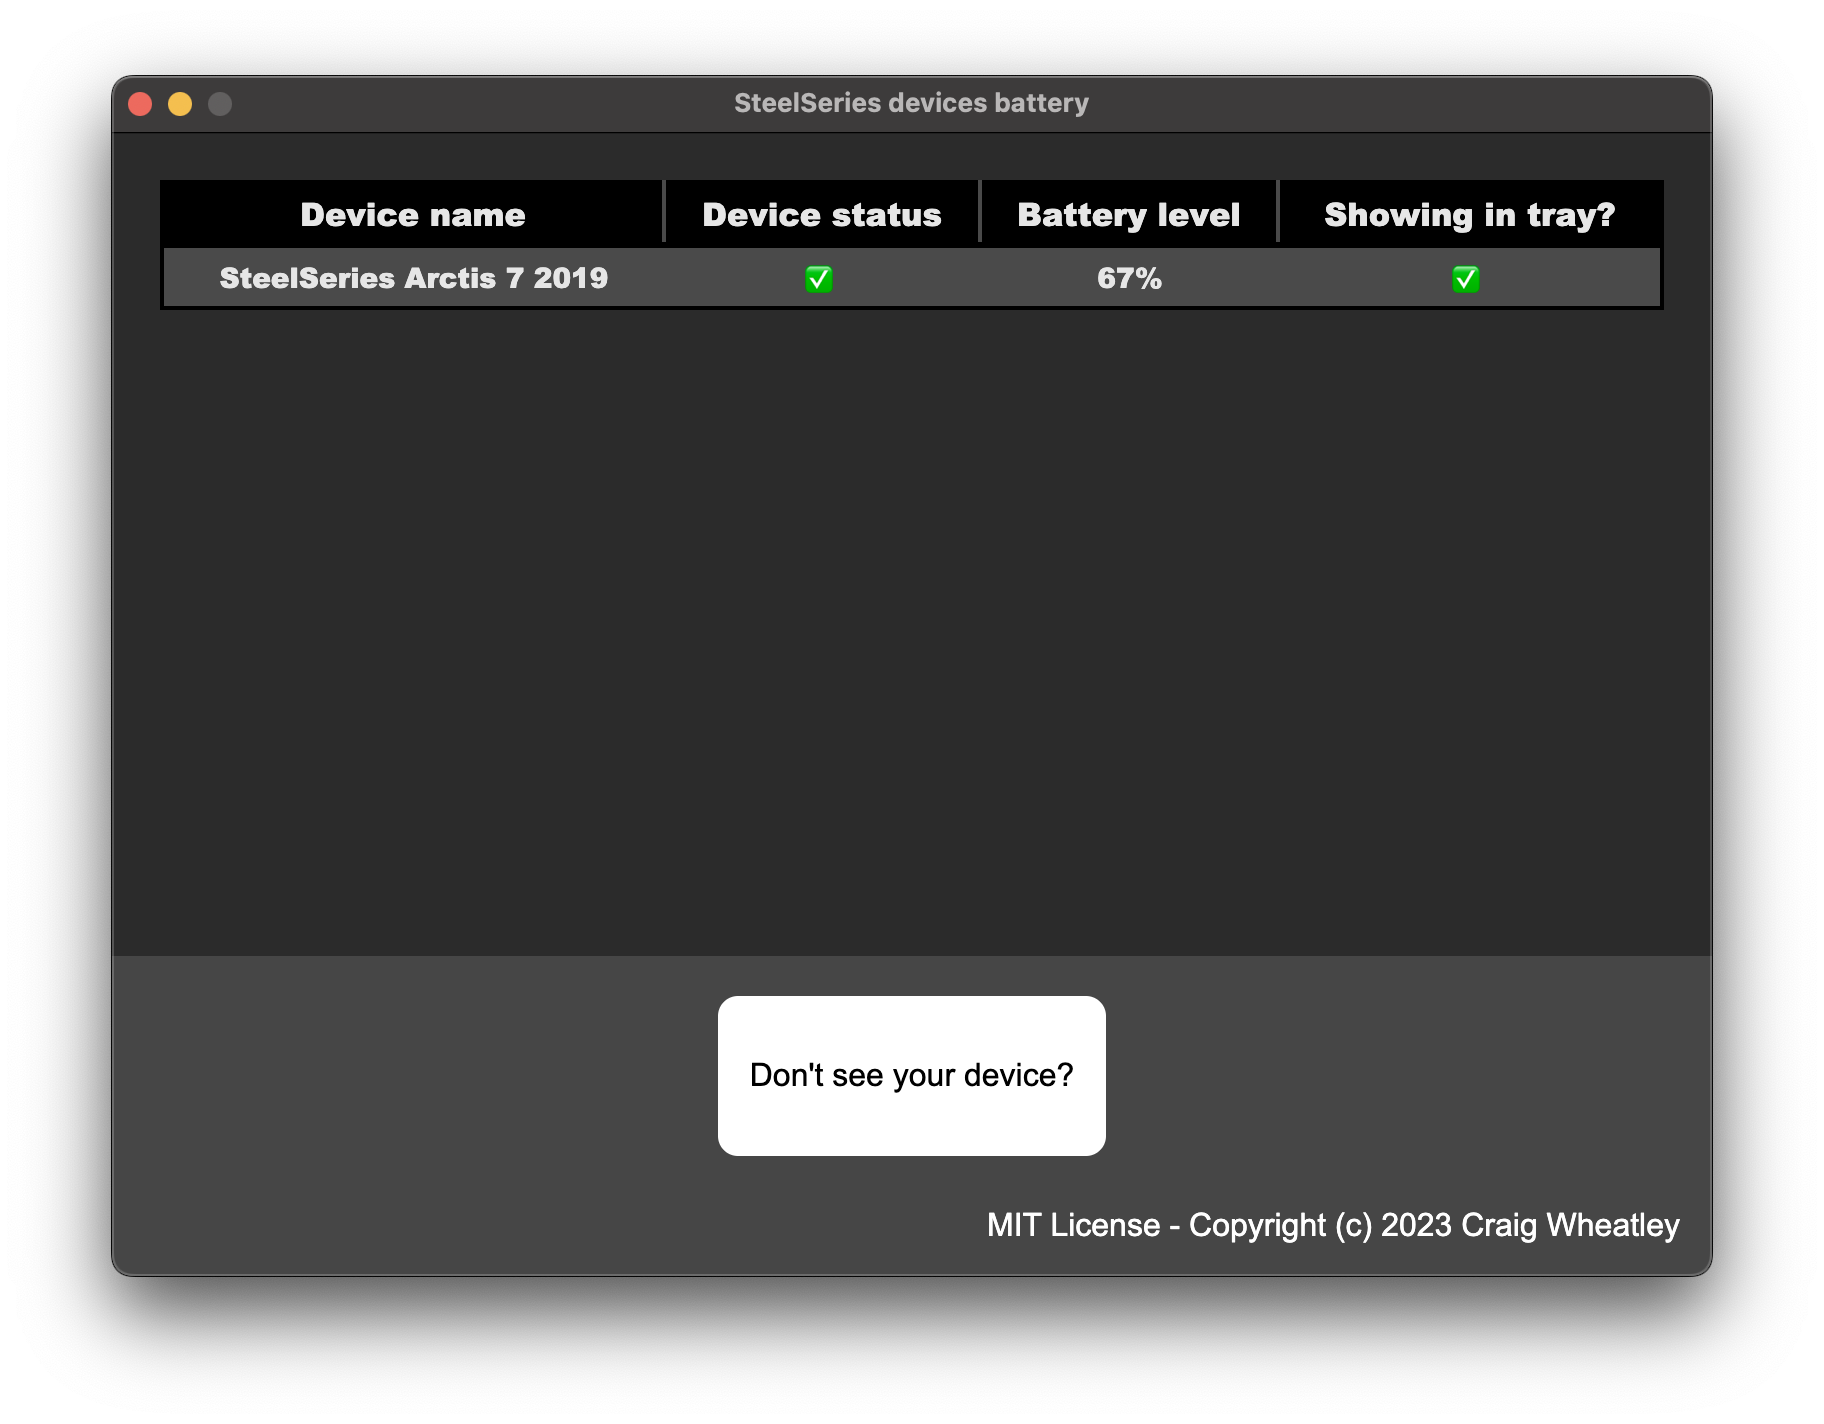 SteelSeries devices battery
Device name Device status Battery level Showing in tray?
SteelSeries Arctis 7 2019 ✅ 67% ✅
Don't see your device?
MIT License - Copyright (c) 2023 Craig Wheatley